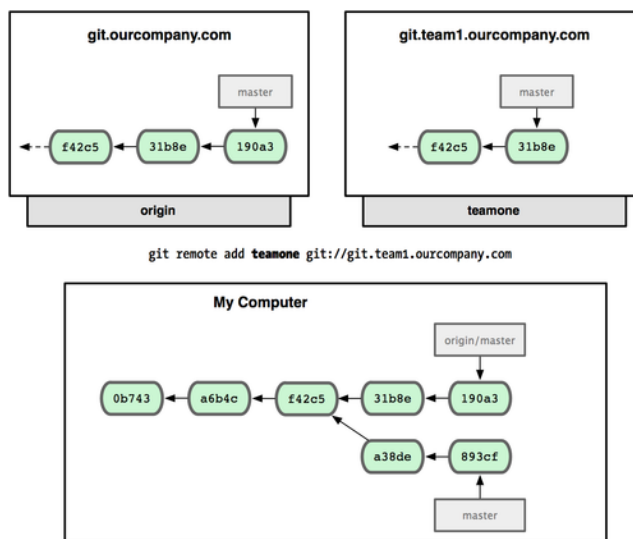 git.ourcompany.com
master
f42c5 31b8e 190a3
origin
git.team1.ourcompany.com
master
f42c5 31b8e
teamone
git remote add teamone git://git.team1.ourcompany.com
My Computer
origin/master
0b743 a6b4c f42c5 31b8e 190a3
a38de 893cf
master